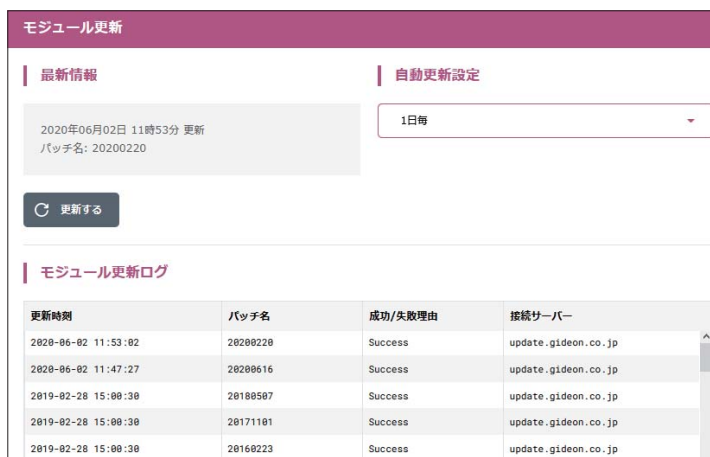 モジュール更新
最新情報
自動更新設定
2020年06月02日 11時53分 更新
パッチ名: 20200220
1日毎
更新する
モジュール更新ログ
更新時刻 パッチ名 成功/失敗理由 接続サーバー
2020-06-02 11:53:02 20200220 Success update.gideon.co.jp
2020-06-02 11:47:27 20200616 Success update.gideon.co.jp
2019-02-28 15:00:30 20180507 Success update.gideon.co.jp
2019-02-28 15:00:30 20171101 Success update.gideon.co.jp
2019-02-28 15:00:30 20160223 Success update.gideon.co.jp